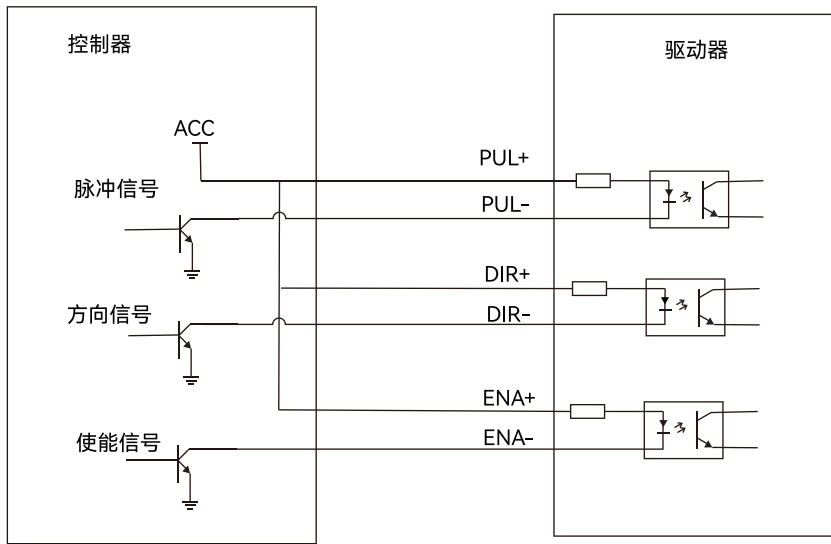 控制器
驱动器
ACC
PUL+
脉冲信号
PUL-
DIR+
方向信号
DIR-
ENA+
使能信号
ENA-